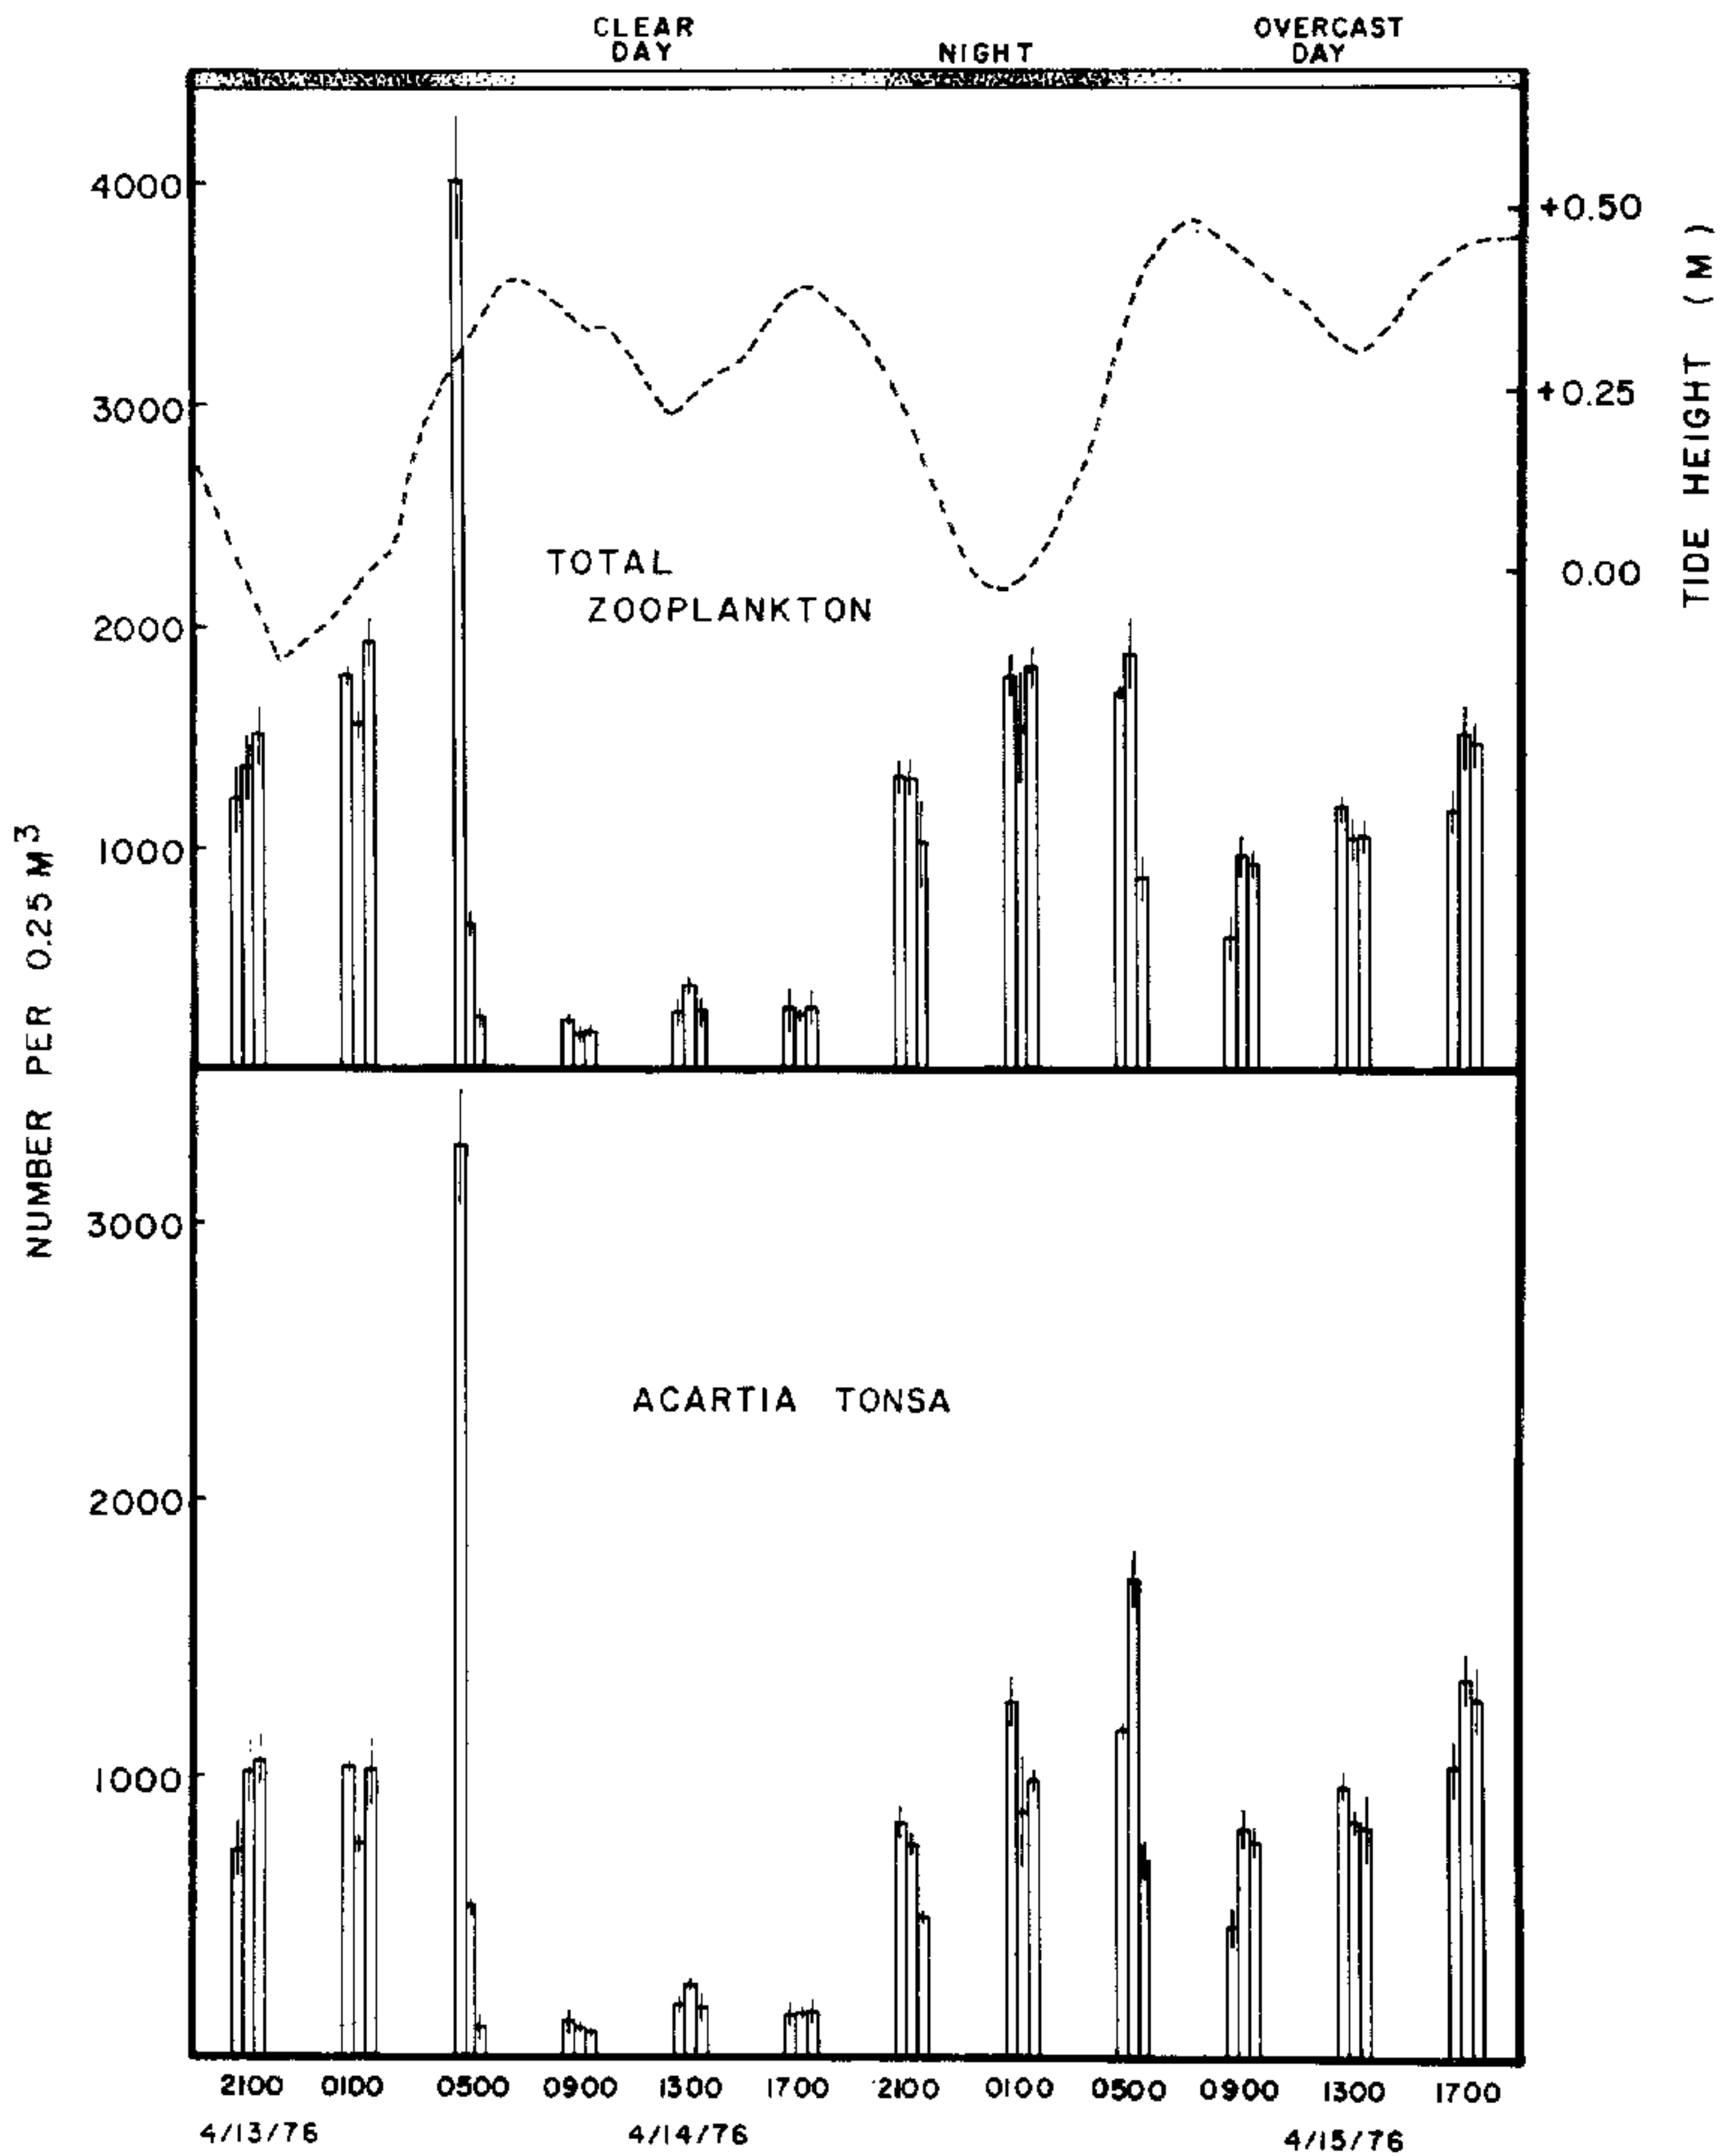 CLEAR
DAY
NIGHT
OVERCAST
DAY
4000
3000
2000
1000
+0.50
+0.25
0.00
TIDE HEIGHT (M)
TOTAL
ZOOPLANKTON
NUMBER PER 0.25 M³
3000
2000
1000
ACARTIA TONSA
2100 0100 0500 0900 1300 1700 2100 0100 0500 0900 1300 1700
4/13/76 4/14/76 4/15/76